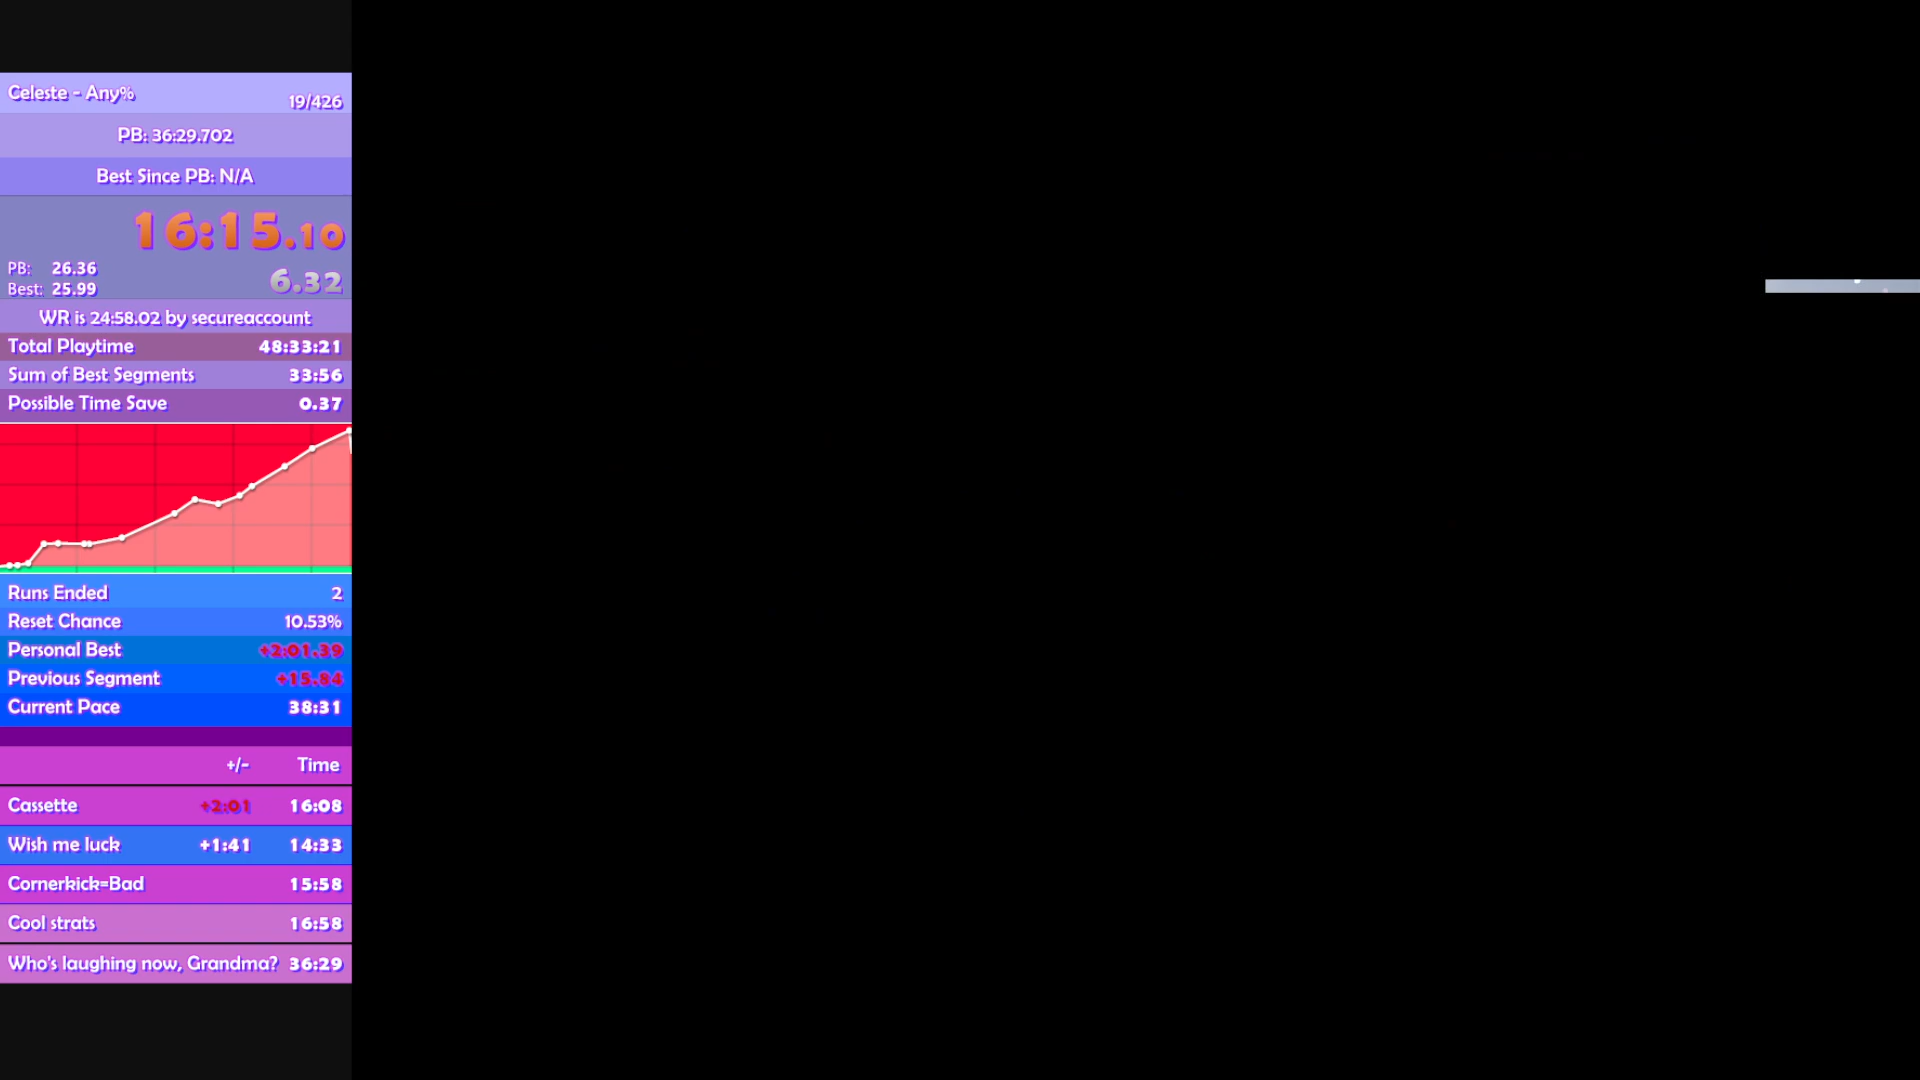 Celeste - Any%
19/426
PB: 36:29.702
Best Since PB: N/A
16:15.10
PB: 26.36
Best: 25.99
6.32
WR is 24:58.02 by secureaccount
Total Playtime 48:33:21
Sum of Best Segments 33:56
Possible Time Save 0.37
Runs Ended 2
Reset Chance 10.53%
Personal Best +2:01.39
Previous Segment +15.84
Current Pace 38:31
+/- Time
Cassette +2:01 16:08
Wish me luck +1:41 14:33
Cornerkick=Bad 15:58
Cool strats 16:58
Who's laughing now, Grandma? 36:29